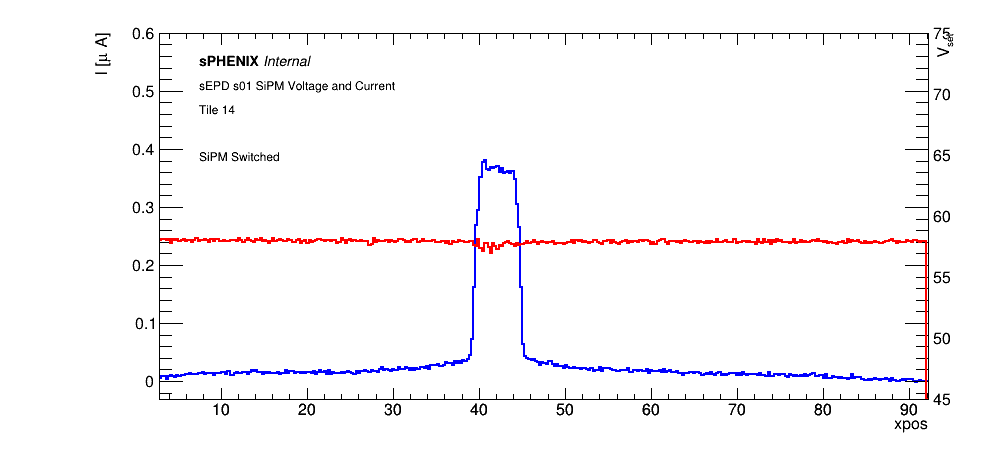 I [μ A]
0.6
0.5
0.4
0.3
0.2
0.1
0
sPHENIX Internal
sEPD s01 SiPM Voltage and Current
Tile 14
SiPM Switched
75
V set
70
65
60
55
50
45
10 20 30 40 50 60 70 80 90
xpos